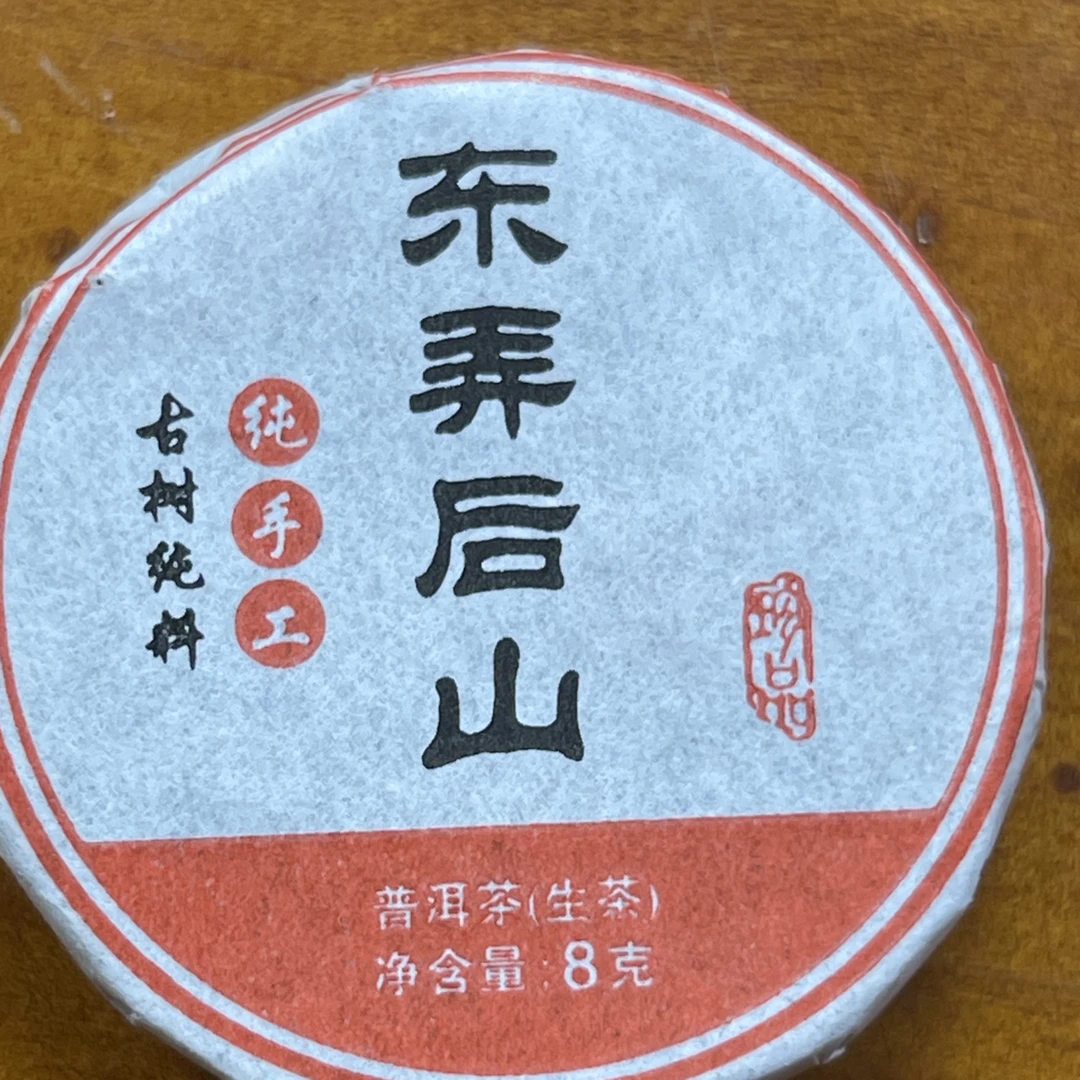 东弄后山
纯手工
古树纯料
普洱茶(生茶)
净含量:8克